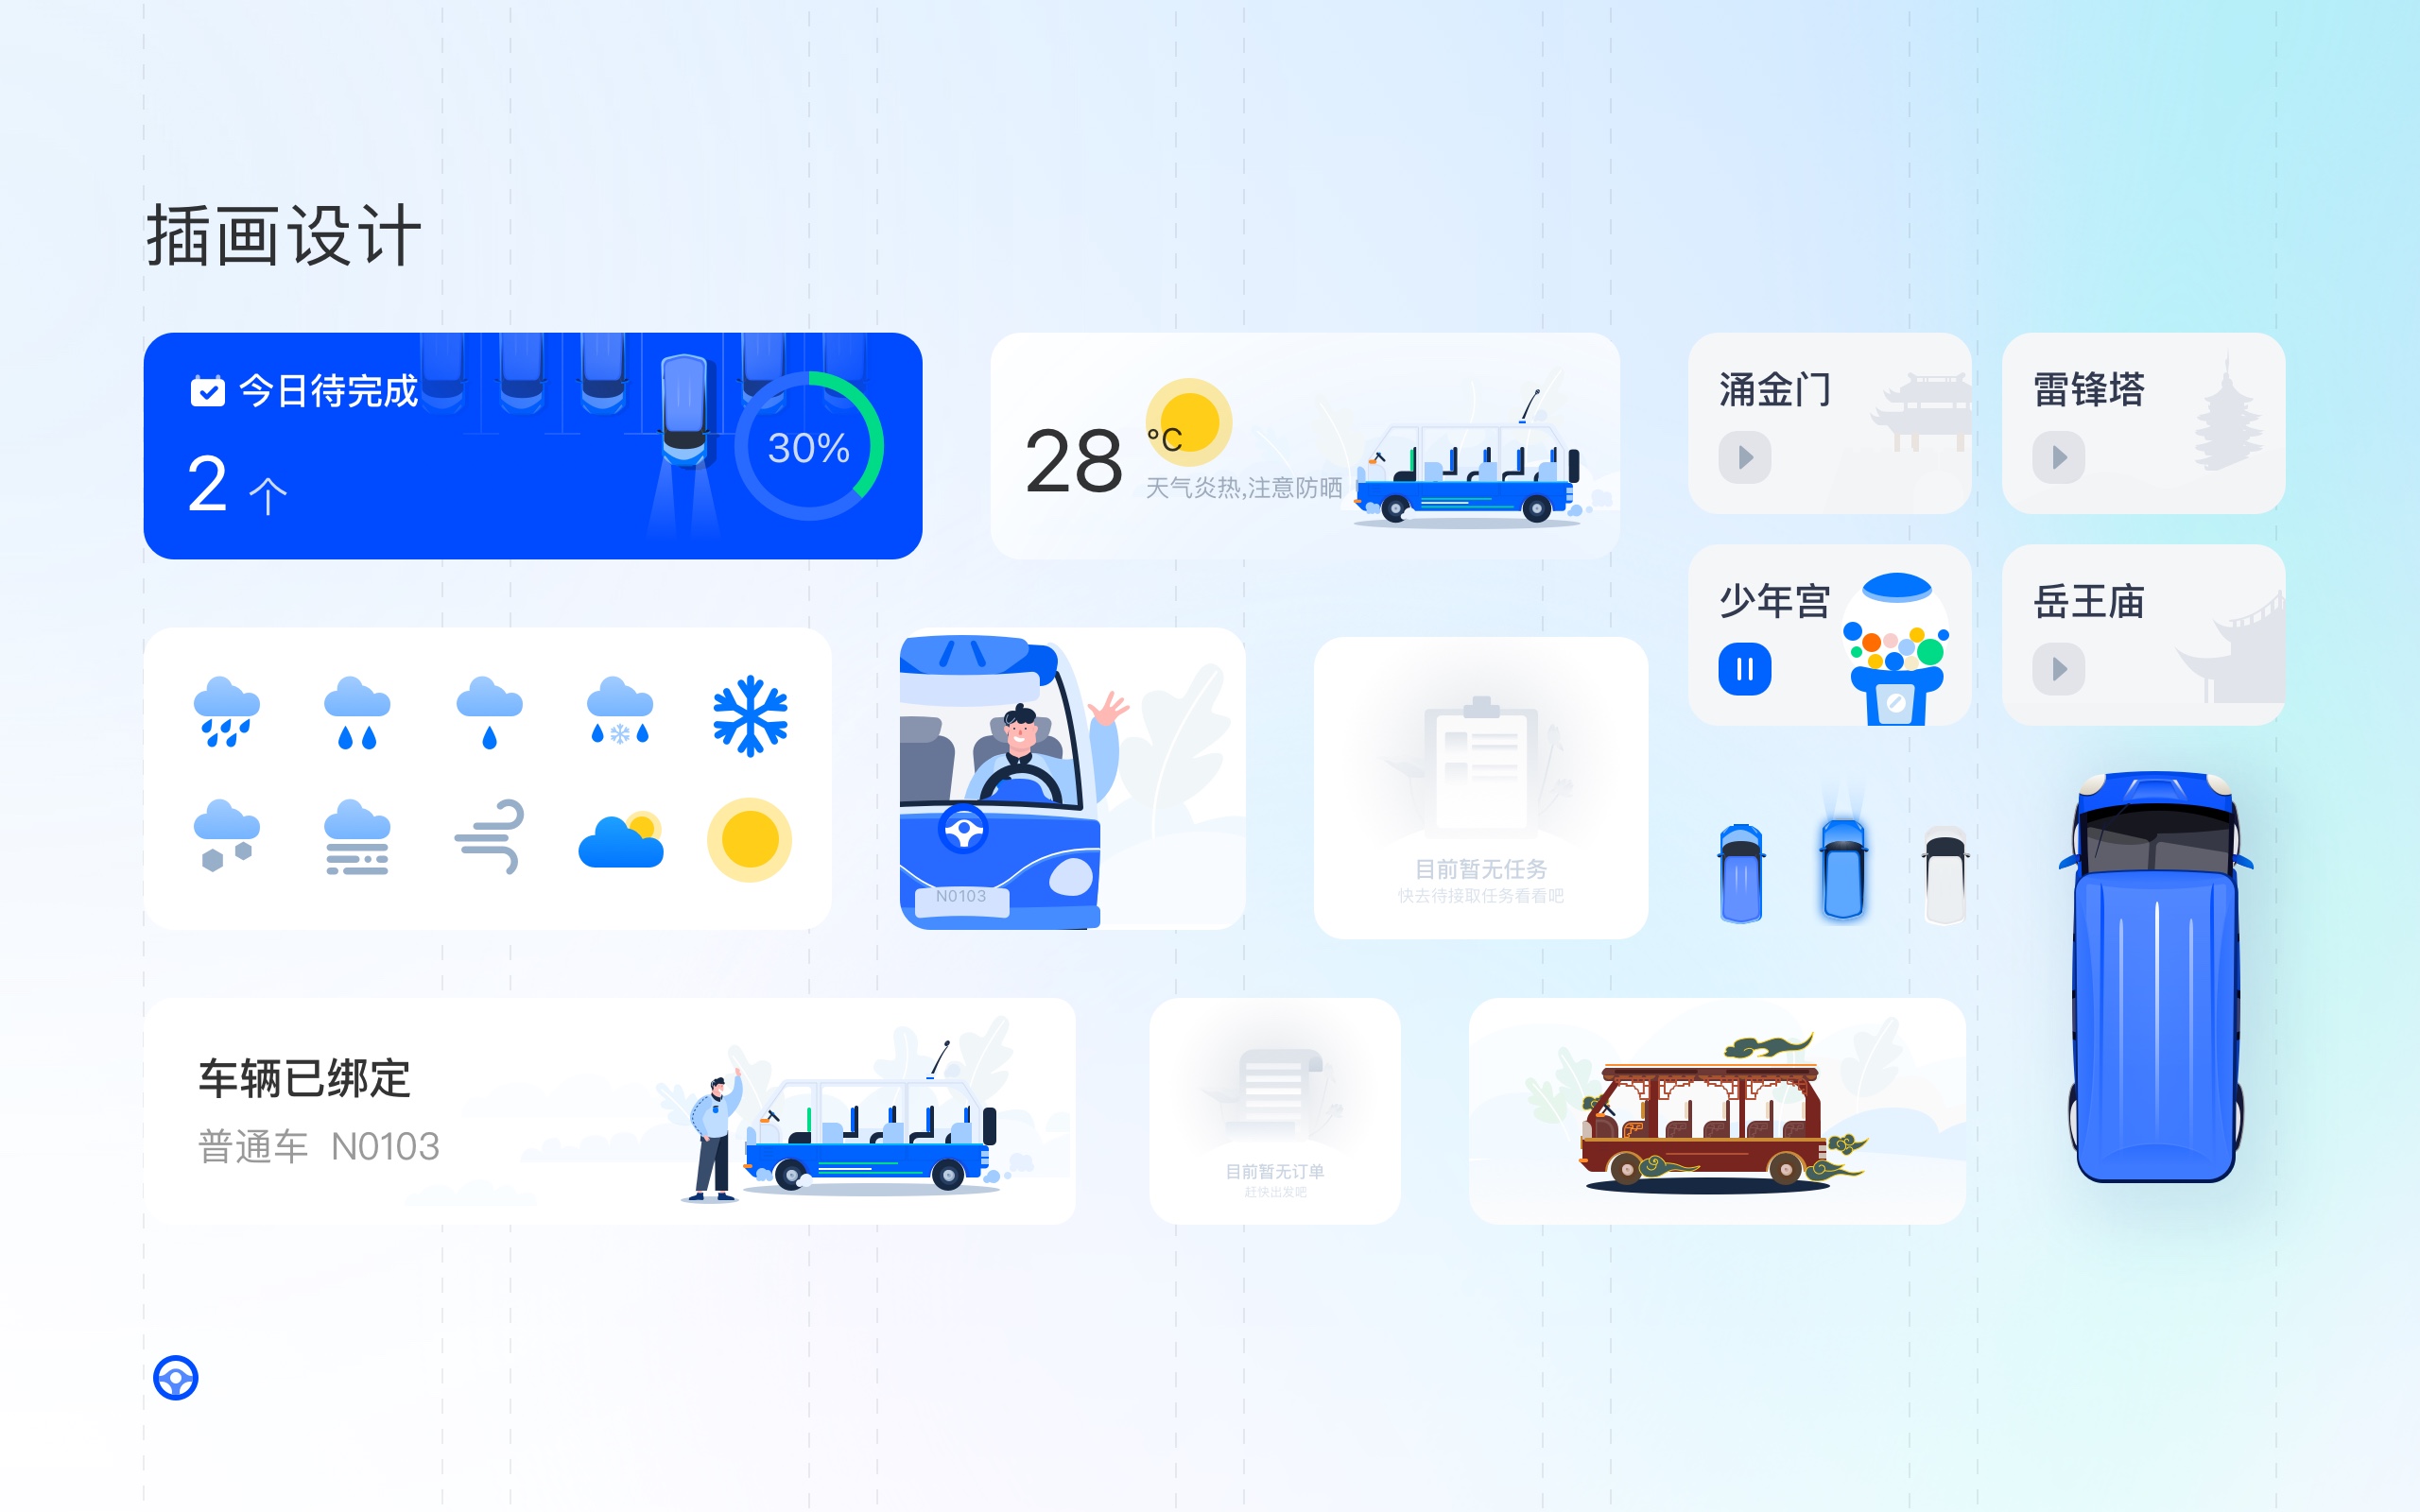 插画设计
今日待完成
2 个
30%
28 °C
天气炎热,注意防晒
涌金门
雷锋塔
少年宫
岳王庙
N0103
目前暂无任务
快去待接取任务看看吧
车辆已绑定
普通车 N0103
目前暂无订单
赶快出发吧